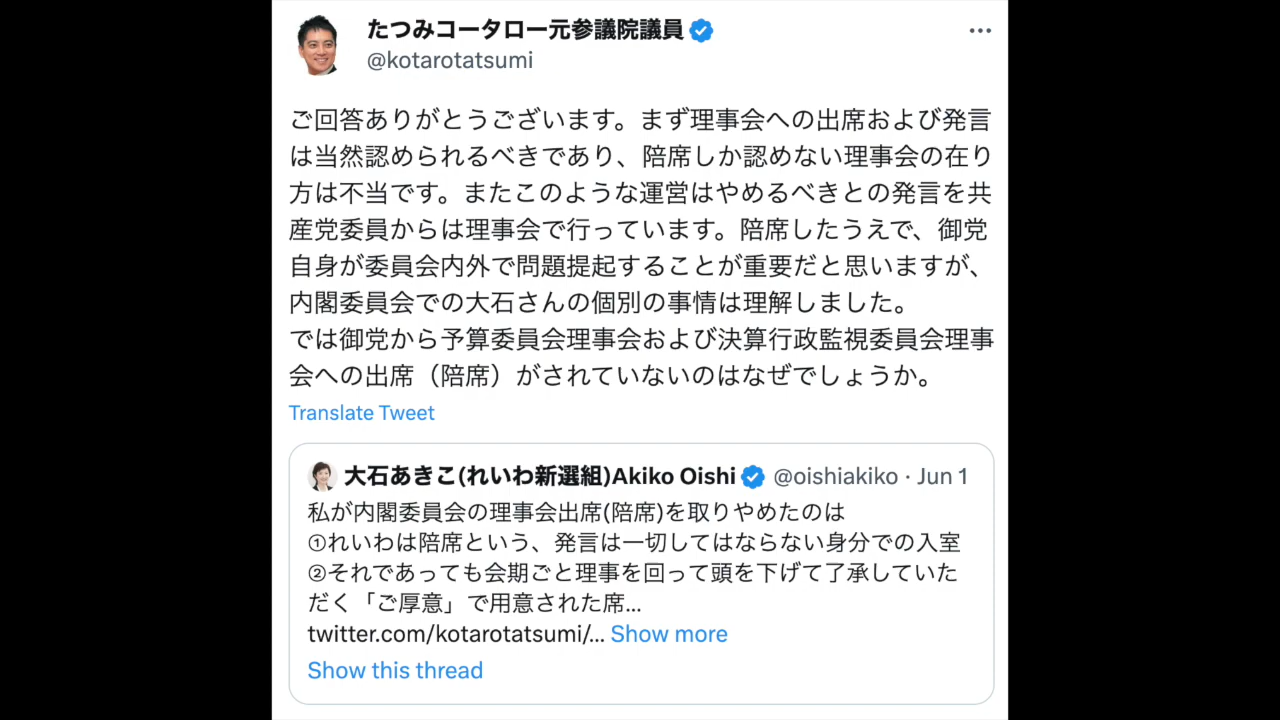 たつみコータロー元参議院議員
@kotarotatsumi
ご回答ありがとうございます。まず理事会への出席および発言
は当然認められるべきであり、陪席しか認めない理事会の在り
方は不当です。またこのような運営はやめるべきとの発言を共
産党委員からは理事会で行っています。陪席したうえで、御党
自身が委員会内外で問題提起することが重要だと思いますが、
内閣委員会での大石さんの個別の事情は理解しました。
では御党から予算委員会理事会および決算行政監視委員会理事
会への出席（陪席）がされていないのはなぜでしょうか。
Translate Tweet
大石あきこ(れいわ新選組)Akiko Oishi @oishiakiko · Jun 1
私が内閣委員会の理事会出席(陪席)を取りやめたのは
①れいわは陪席という、発言は一切してはならない身分での入室
②それであっても会期ごと理事を回って頭を下げて了承していた
だく「ご厚意」で用意された席...
twitter.com/kotarotatsumi/... Show more
Show this thread